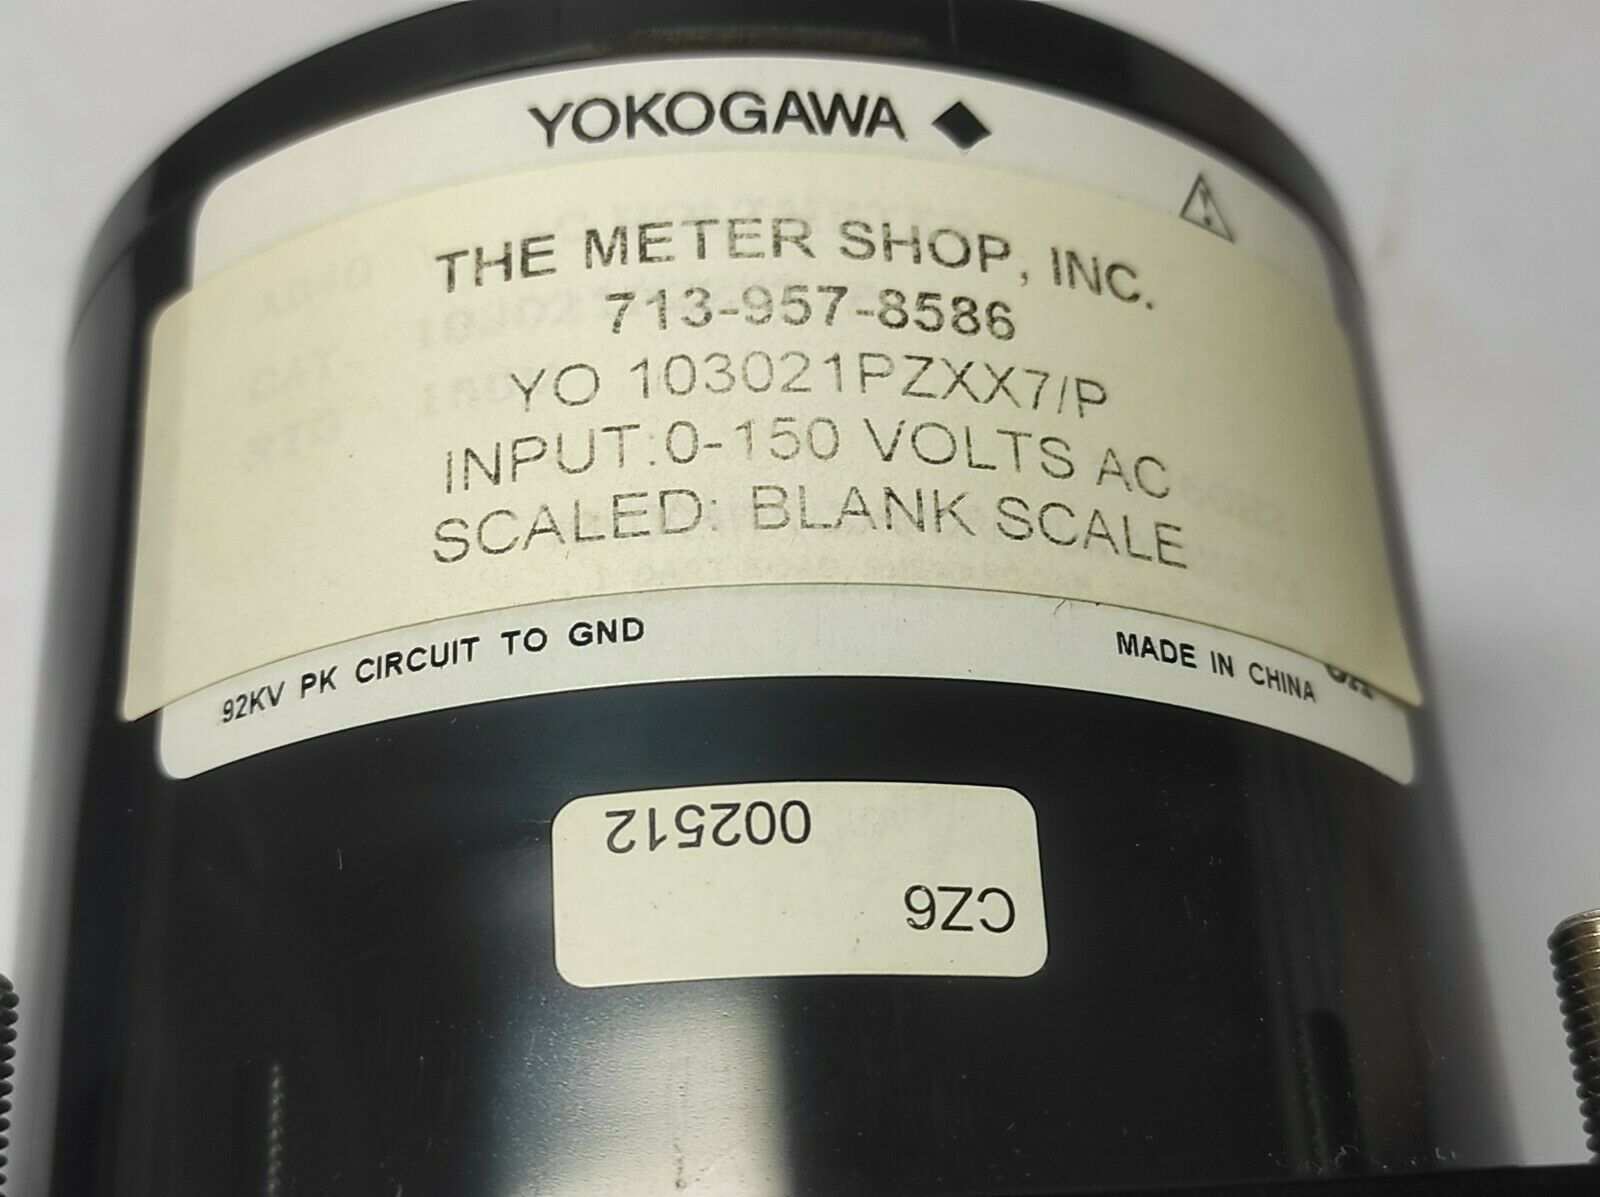 YOKOGAWA
THE METER SHOP, INC.
713-957-8586
YO 103021PZXX7/P
INPUT:0-150 VOLTS AC
SCALED: BLANK SCALE
92KV PK CIRCUIT TO GND
MADE IN CHINA
CZ6
002512